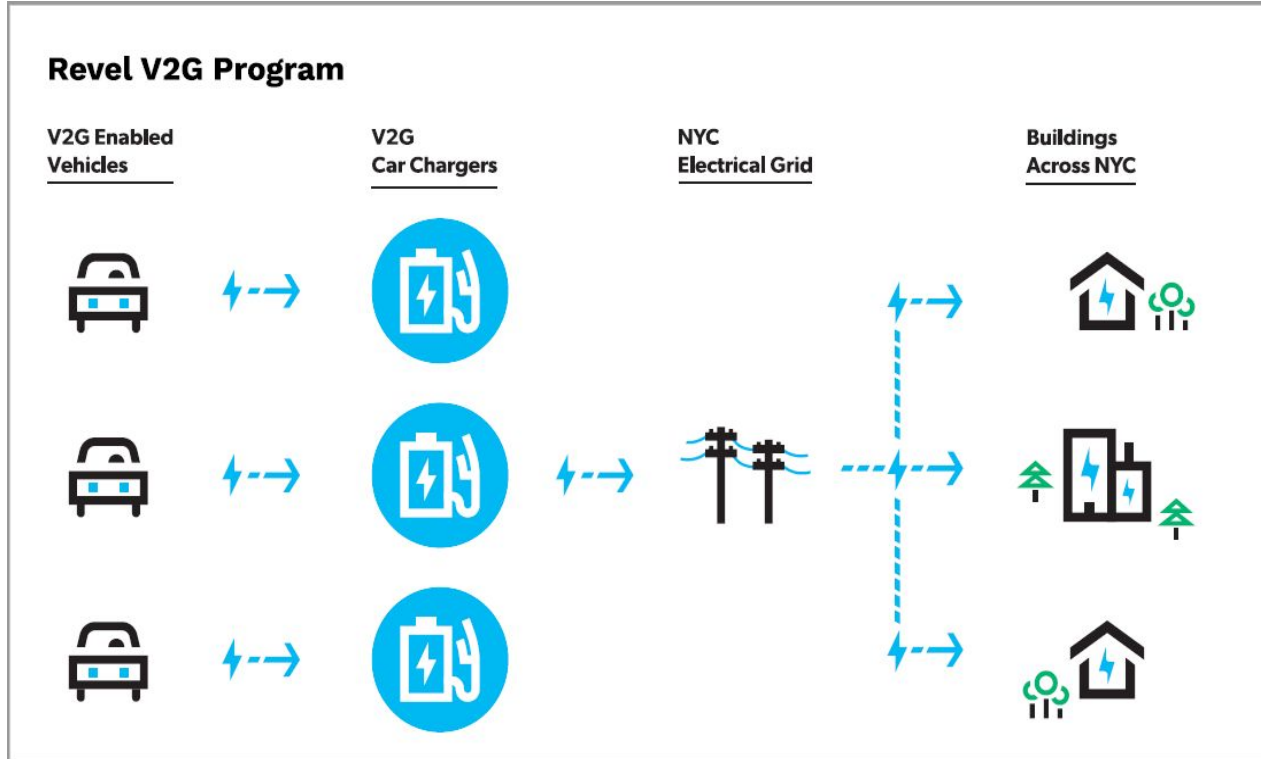 Revel V2G Program
V2G Enabled
Vehicles
V2G
Car Chargers
NYC
Electrical Grid
Buildings
Across NYC